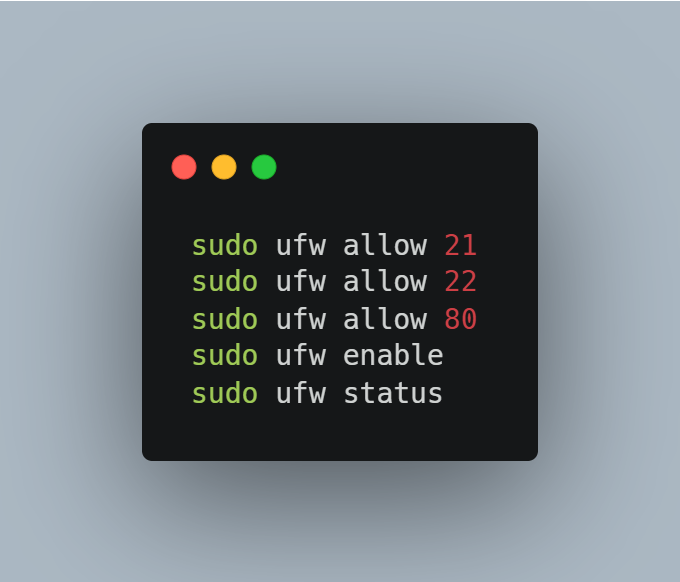 sudo ufw allow 21
sudo ufw allow 22
sudo ufw allow 80
sudo ufw enable
sudo ufw status